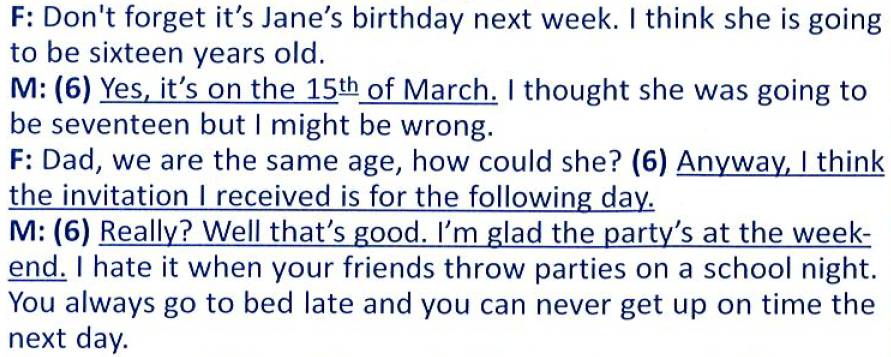 F: Don't forget it’s Jane’s birthday next week. I think she is going
to be sixteen years old.
M: (6) Yes, it’s on the 15th of March. I thought she was going to
be seventeen but I might be wrong.
F: Dad, we are the same age, how could she? (6) Anyway, I think
the invitation I received is for the following day.
M: (6) Really? Well that’s good. I’m glad the party’s at the week-
end. I hate it when your friends throw parties on a school night.
You always go to bed late and you can never get up on time the
next day.